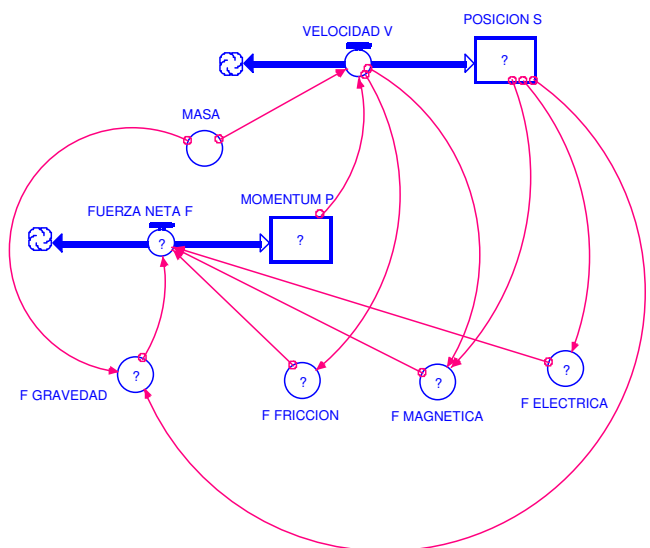 POSICION S
VELOCIDAD V
?
MASA
MOMENTUM P
FUERZA NETA F
?
?
?
?
?
?
F GRAVEDAD
F FRICCION
F MAGNETICA
F ELECTRICA